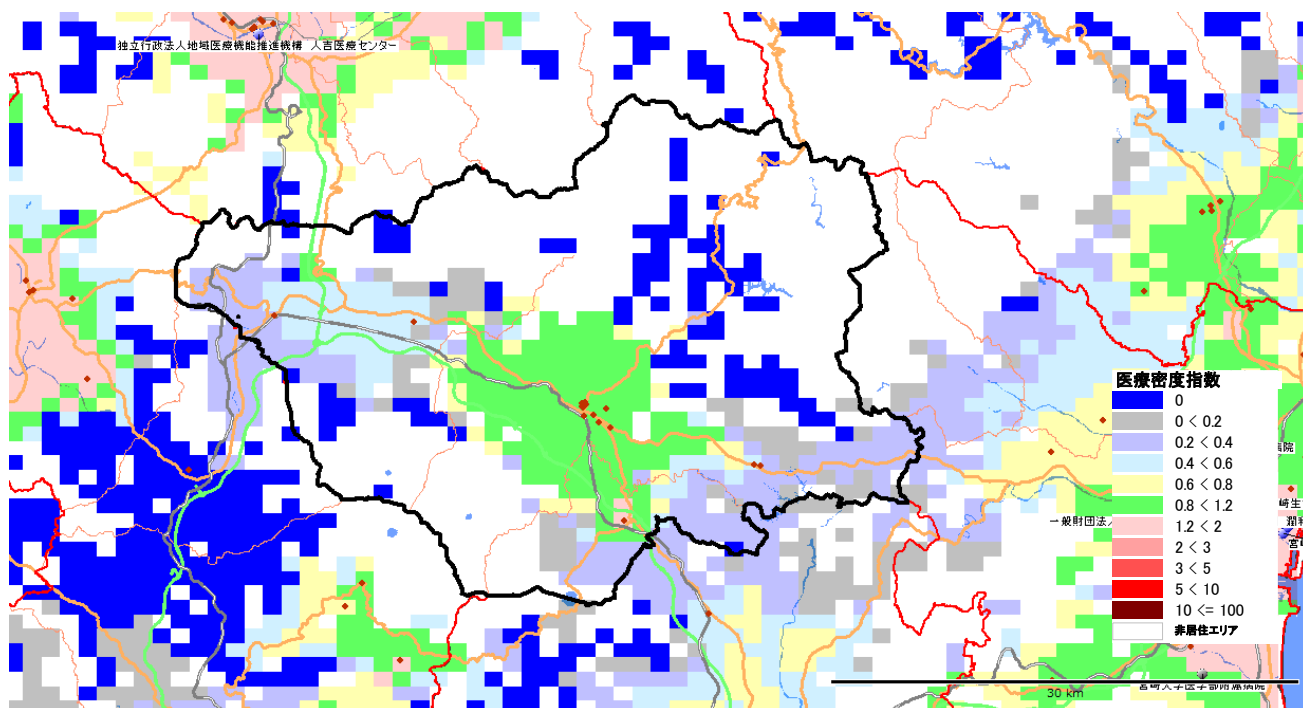 独立行政法人地域医療機能推進機構 人吉医療センター
医療密度指数
0
0 < 0.2
0.2 < 0.4
0.4 < 0.6
0.6 < 0.8
0.8 < 1.2
1.2 < 2
2 < 3
3 < 5
5 < 10
10 <= 100
非居住エリア
病院
崎生
一般財団法人
30 km
宮崎大学医学部附属病院